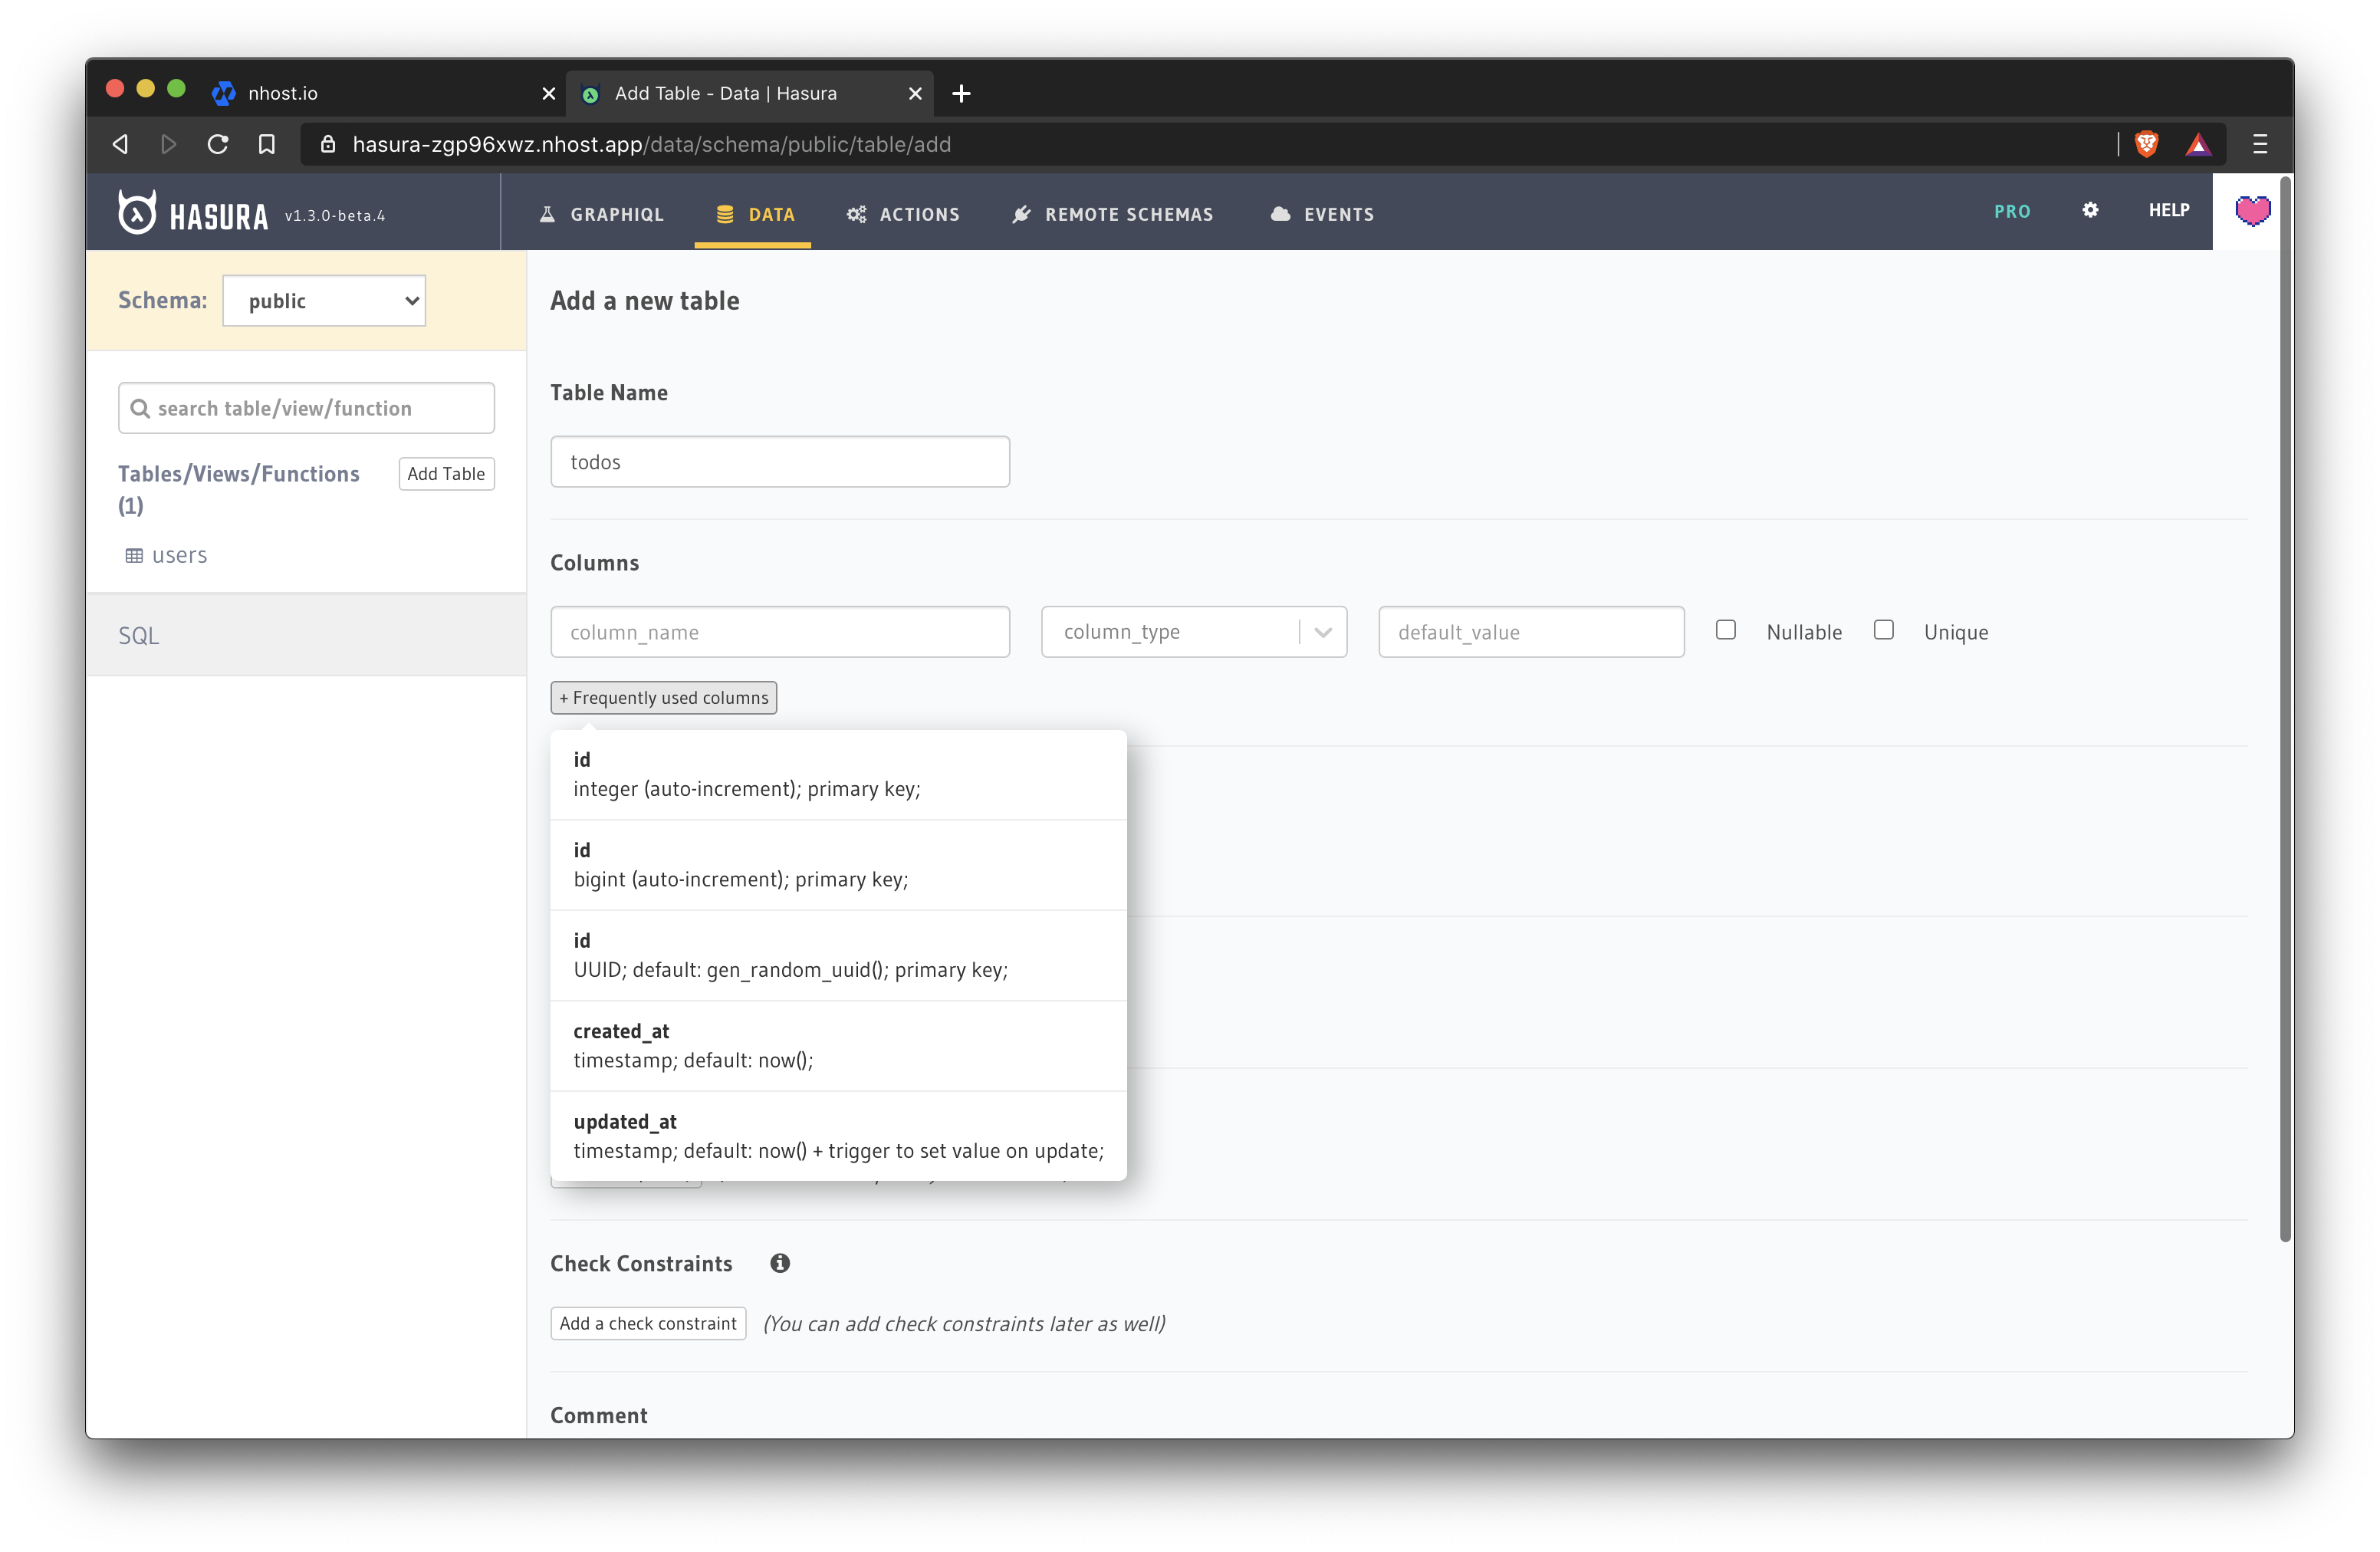 nhost.io
Add Table - Data | Hasura
hasura-zgp96xwz.nhost.app/data/schema/public/table/add
HASURA v1.3.0-beta.4
GRAPHIQL
DATA
ACTIONS
REMOTE SCHEMAS
EVENTS
PRO
HELP
Schema:
public
search table/view/function
Tables/Views/Functions
(1)
Add Table
users
SQL
Add a new table
Table Name
todos
Columns
column_name
column_type
default_value
Nullable
Unique
+ Frequently used columns
id
integer (auto-increment); primary key;
id
bigint (auto-increment); primary key;
id
UUID; default: gen_random_uuid(); primary key;
created_at
timestamp; default: now();
updated_at
timestamp; default: now() + trigger to set value on update;
Check Constraints
Add a check constraint (You can add check constraints later as well)
Comment